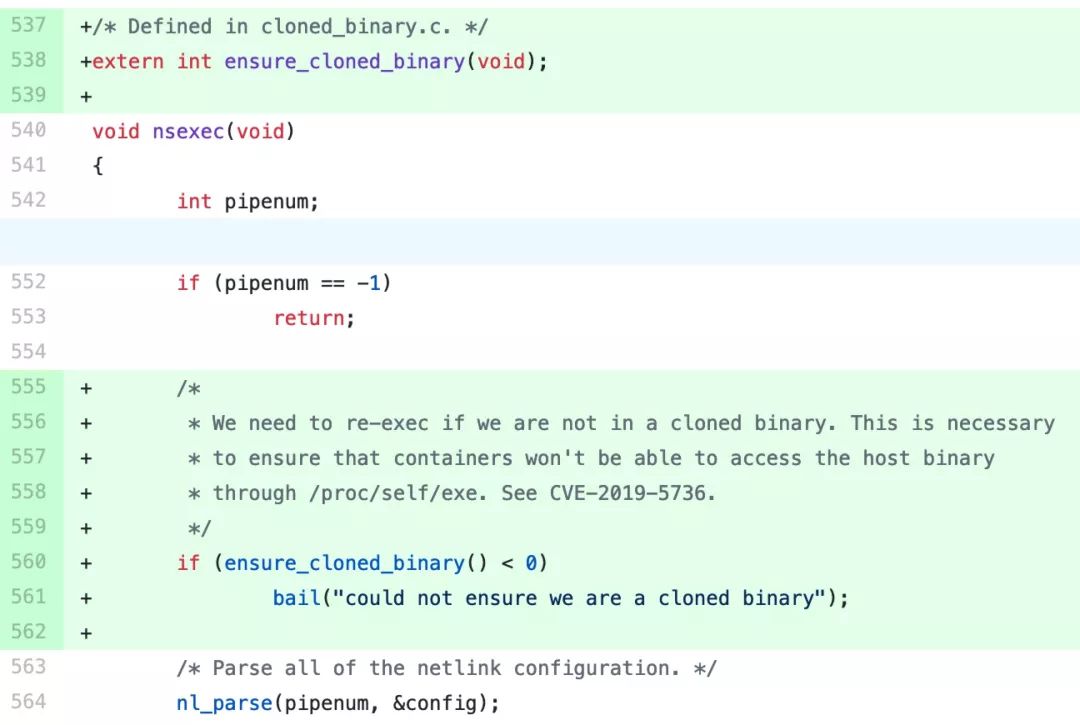 537 +/* Defined in cloned_binary.c. */
538 +extern int ensure_cloned_binary(void);
539 +
540 void nsexec(void)
541 {
542 int pipenum;
552 if (pipenum == -1)
553 return;
554
555 + /*
556 + * We need to re-exec if we are not in a cloned binary. This is necessary
557 + * to ensure that containers won't be able to access the host binary
558 + * through /proc/self/exe. See CVE-2019-5736.
559 + */
560 + if (ensure_cloned_binary() < 0)
561 + bail("could not ensure we are a cloned binary");
562 +
563 /* Parse all of the netlink configuration. */
564 nl_parse(pipenum, &config);